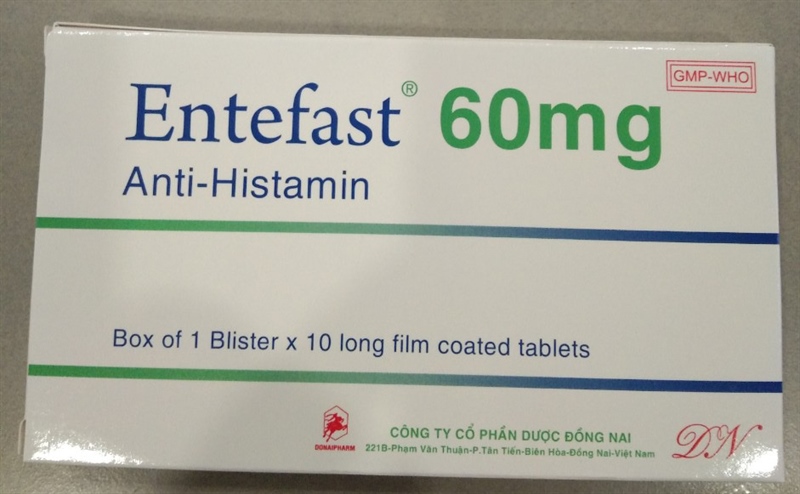 GMP-WHO
Entefast® 60mg
Anti-Histamin
Box of 1 Blister x 10 long film coated tablets
DONAIPHARM
CÔNG TY CỔ PHẦN DƯỢC ĐỒNG NAI
221B-Phạm Văn Thuận-P.Tân Tiến-Biên Hòa-Đồng Nai-Việt Nam
DN